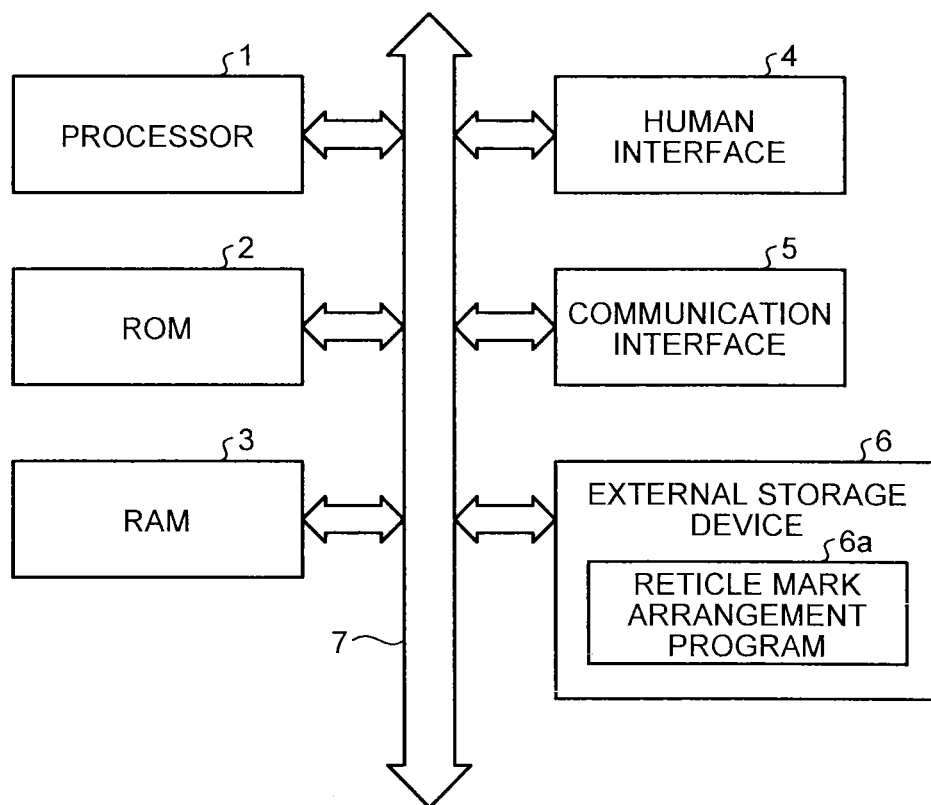 1
PROCESSOR
2
ROM
3
RAM
4
HUMAN
INTERFACE
5
COMMUNICATION
INTERFACE
6
EXTERNAL STORAGE
DEVICE
6a
RETICLE MARK
ARRANGEMENT
PROGRAM
7